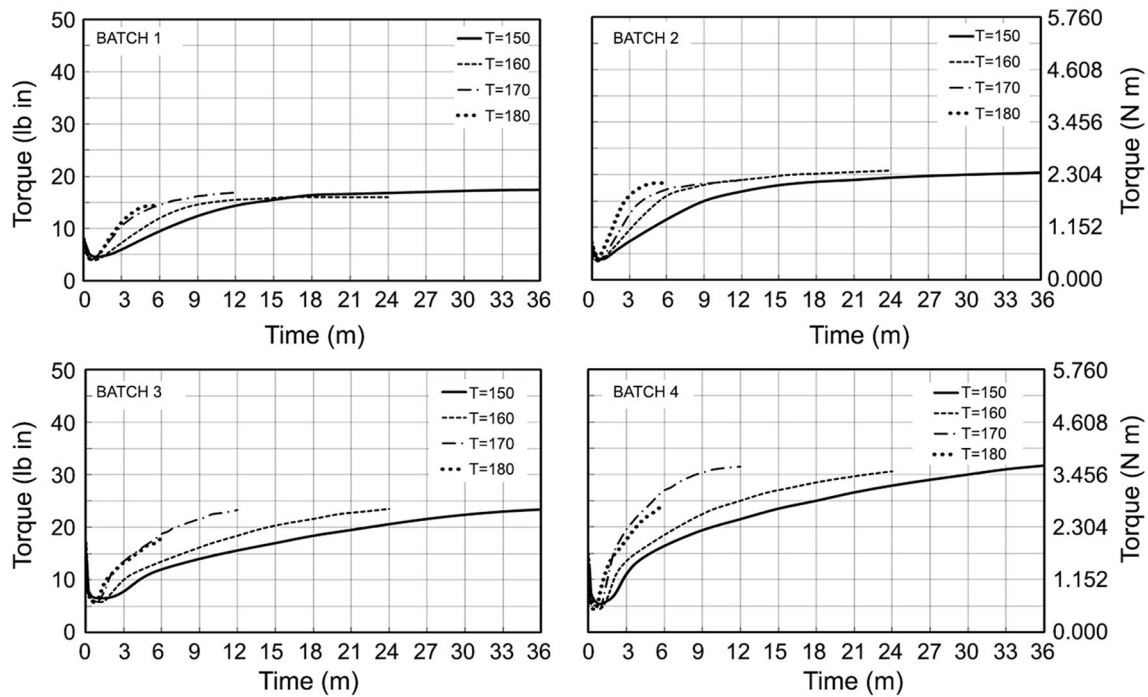 BATCH 1
T=150
T=160
T=170
T=180
Torque (lb in)
50
40
30
20
10
0
0 3 6 9 12 15 18 21 24 27 30 33 36
Time (m)
BATCH 2
T=150
T=160
T=170
T=180
5.760
4.608
3.456
2.304
1.152
0.000
Torque (N m)
0 3 6 9 12 15 18 21 24 27 30 33 36
Time (m)
BATCH 3
T=150
T=160
T=170
T=180
Torque (lb in)
50
40
30
20
10
0
0 3 6 9 12 15 18 21 24 27 30 33 36
Time (m)
BATCH 4
T=150
T=160
T=170
T=180
5.760
4.608
3.456
2.304
1.152
0.000
Torque (N m)
0 3 6 9 12 15 18 21 24 27 30 33 36
Time (m)